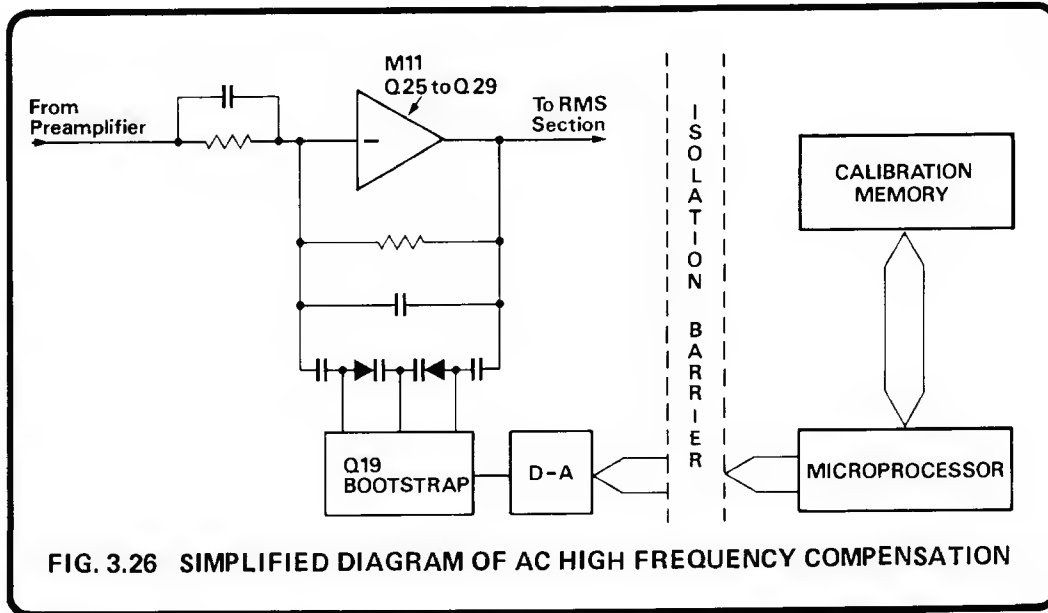 M11
Q25 to Q29
From
Preamplifier
To RMS
Section
ISOLATION BARRIER
CALIBRATION
MEMORY
Q19
BOOTSTRAP
D-A
MICROPROCESSOR
FIG. 3.26 SIMPLIFIED DIAGRAM OF AC HIGH FREQUENCY COMPENSATION